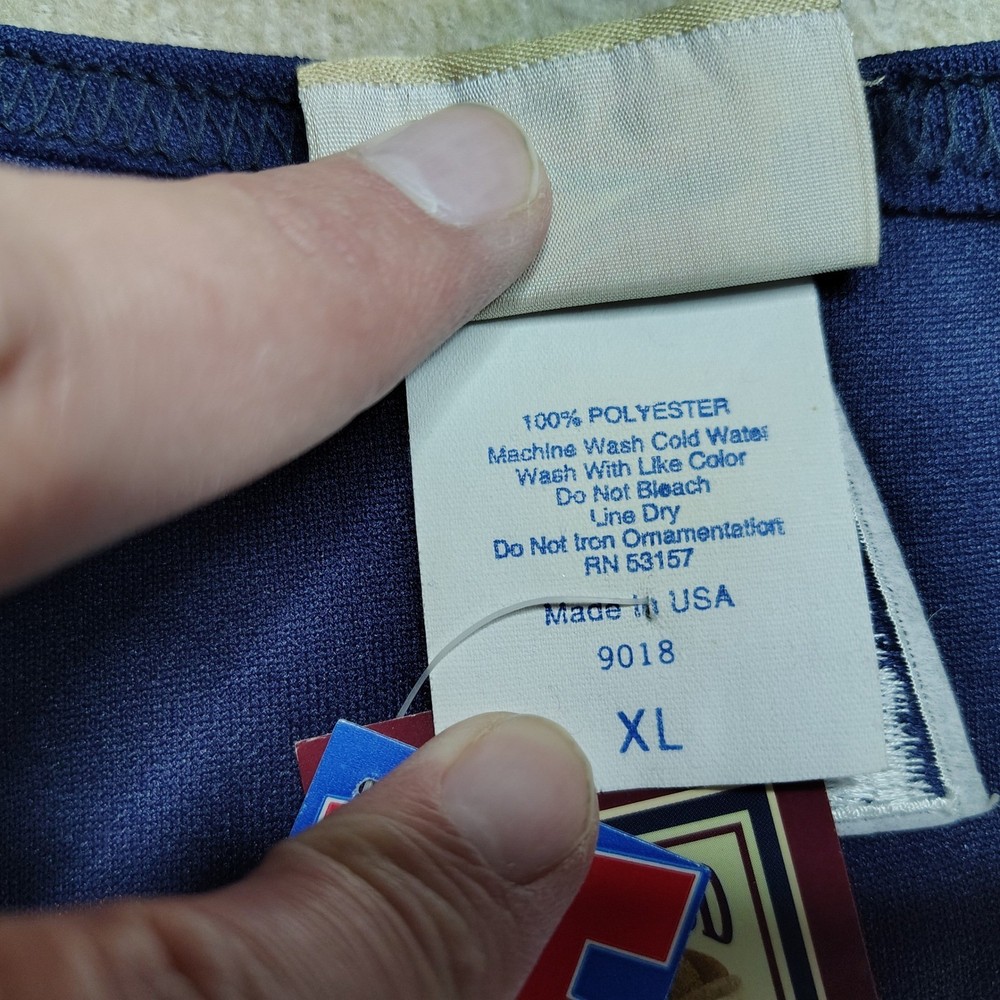 100% POLYESTER
Machine Wash Cold Water
Wash With Like Color
Do Not Bleach
Line Dry
Do Not Iron Ornamentation
RN 53157
Made in USA
9018
XL